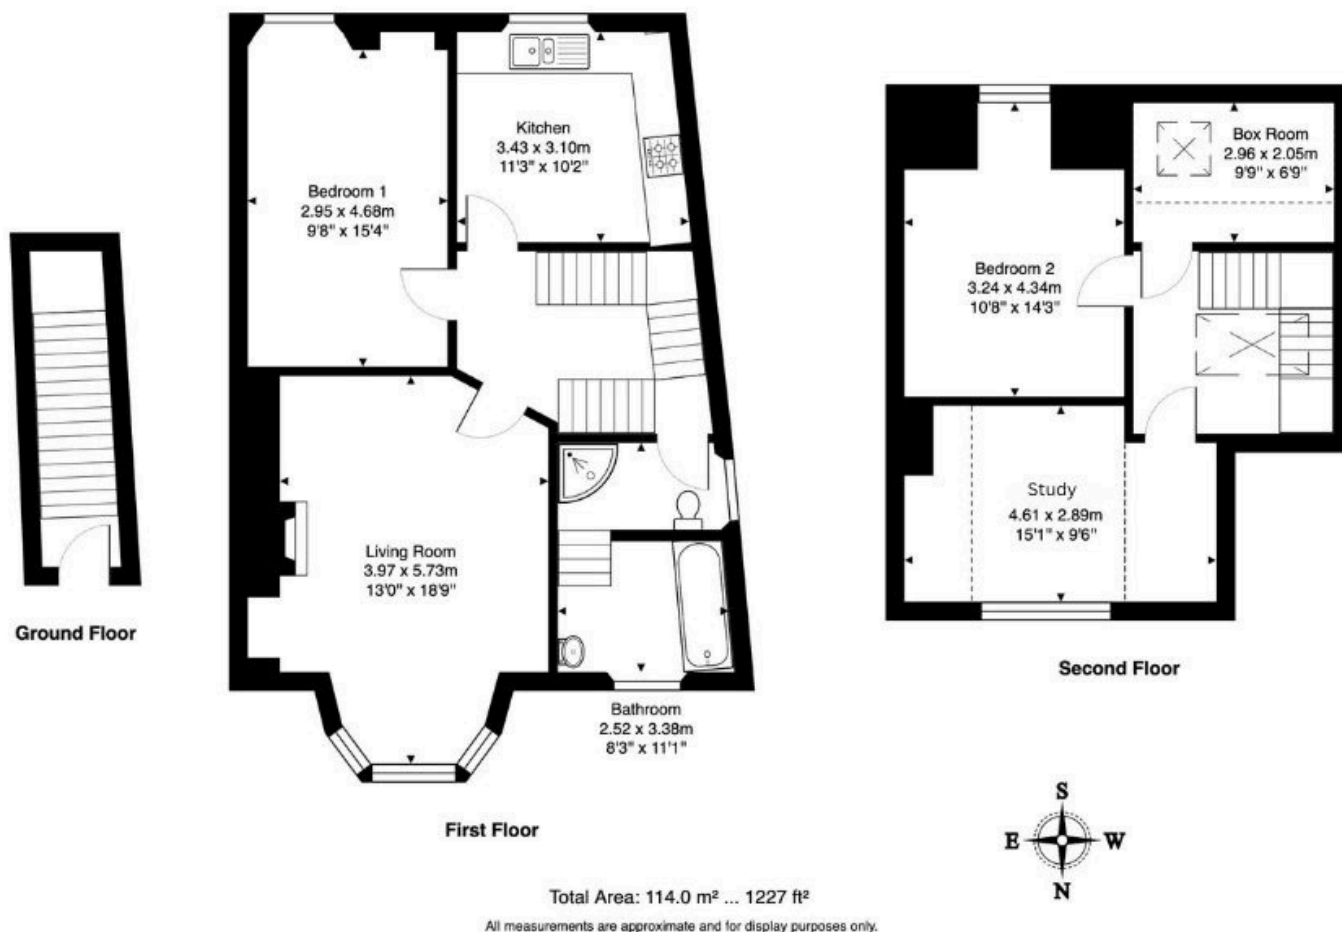 Kitchen
3.43 x 3.10m
11'3" x 10'2"
Bedroom 1
2.95 x 4.68m
9'8" x 15'4"
Living Room
3.97 x 5.73m
13'0" x 18'9"
Bathroom
2.52 x 3.38m
8'3" x 11'1"
Ground Floor
First Floor
Box Room
2.96 x 2.05m
9'9" x 6'9"
Bedroom 2
3.24 x 4.34m
10'8" x 14'3"
Study
4.61 x 2.89m
15'1" x 9'6"
Second Floor
S
E W
N
Total Area: 114.0 m² ... 1227 ft²
All measurements are approximate and for display purposes only.